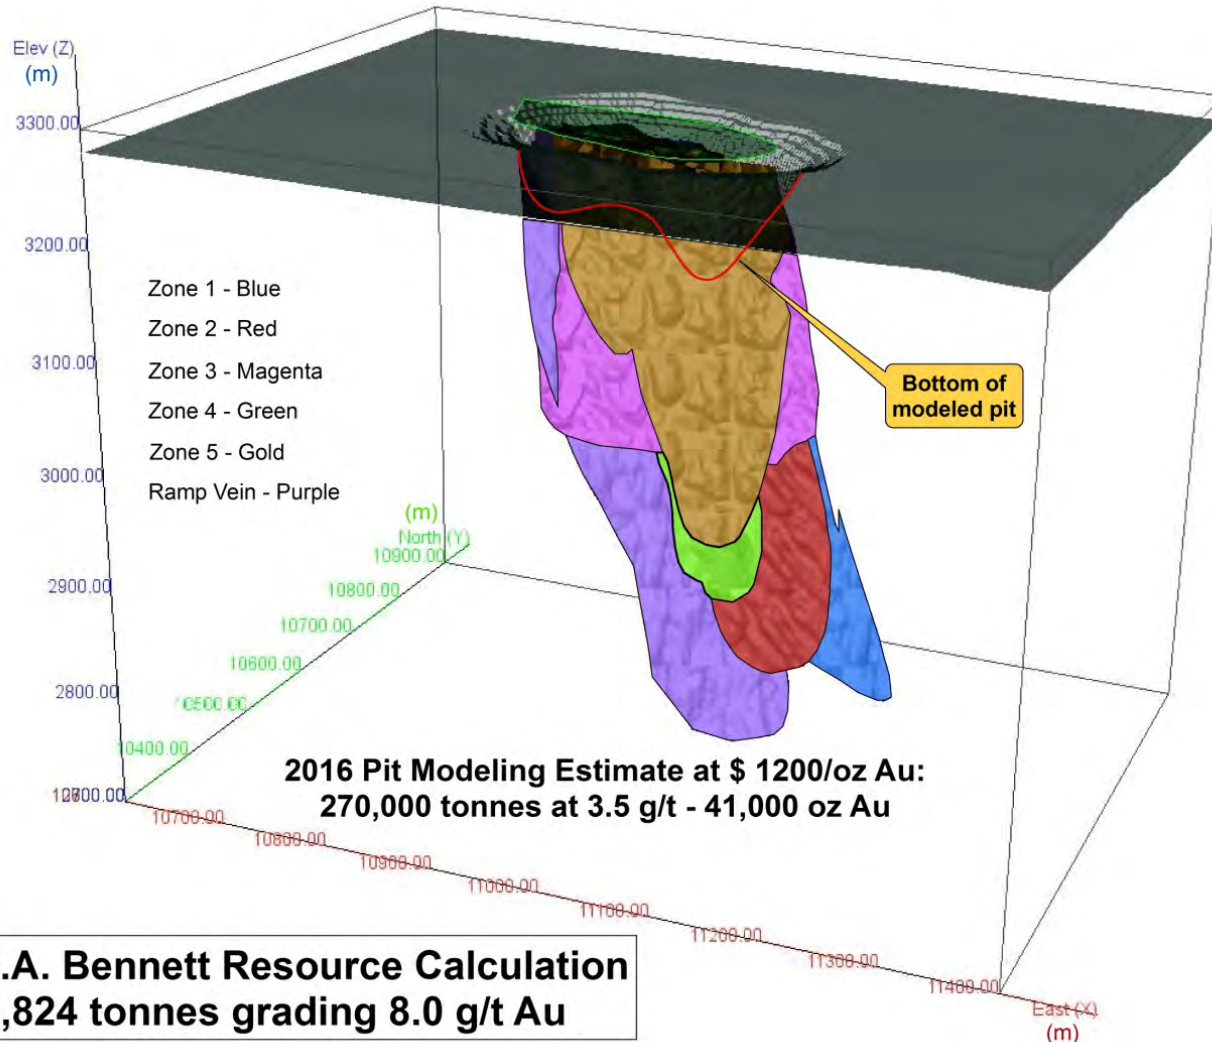 Elev (Z)
(m)
3300.00
3200.00
3100.00
3000.00
2900.00
2800.00
Zone 1 - Blue
Zone 2 - Red
Zone 3 - Magenta
Zone 4 - Green
Zone 5 - Gold
Ramp Vein - Purple
Bottom of
modeled pit
(m)
North (Y)
10900.00
10800.00
10700.00
10600.00
10400.00
2016 Pit Modeling Estimate at $ 1200/oz Au:
270,000 tonnes at 3.5 g/t - 41,000 oz Au
10700.00
10800.00
10900.00
11000.00
11100.00
11200.00
11300.00
11400.00
East (X)
(m)
.A. Bennett Resource Calculation
,824 tonnes grading 8.0 g/t Au